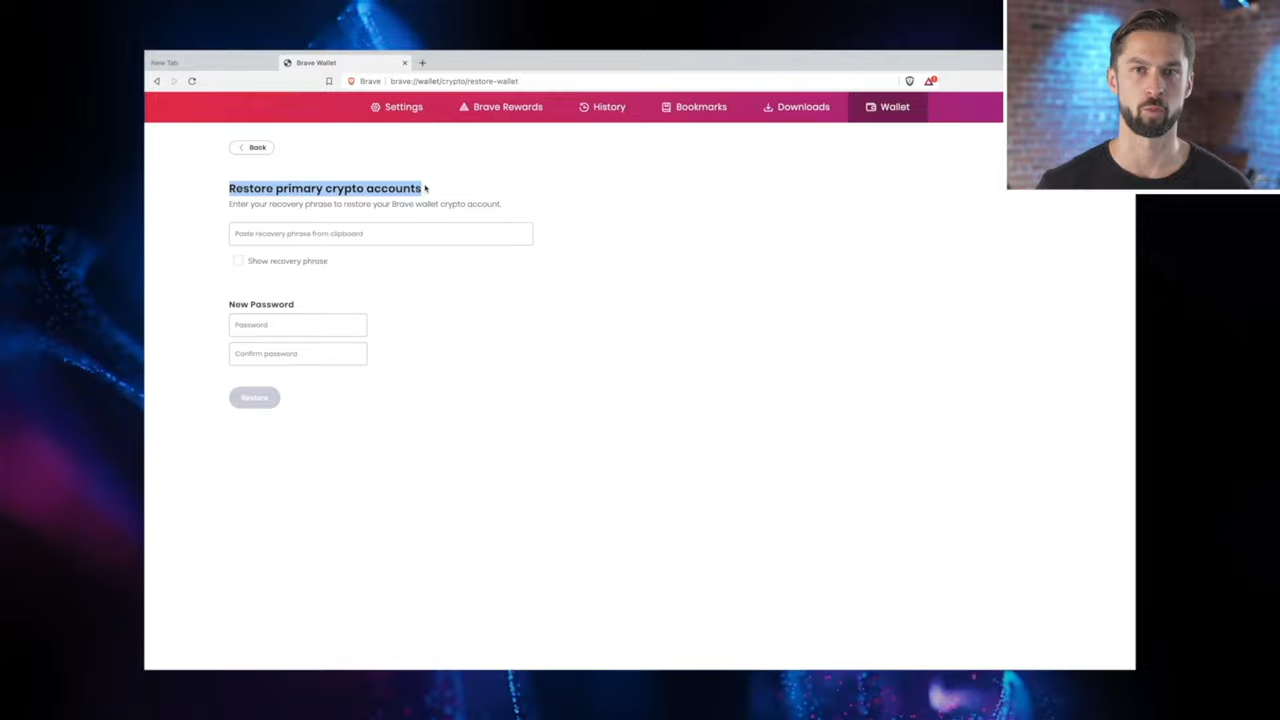 New Tab
Brave Wallet
Brave
brave://wallet/crypto/restore-wallet
Settings
Brave Rewards
History
Bookmarks
Downloads
Wallet
Back
Restore primary crypto accounts
Enter your recovery phrase to restore your Brave wallet crypto account.
Paste recovery phrase from clipboard
Show recovery phrase
New Password
Password
Confirm password
Restore